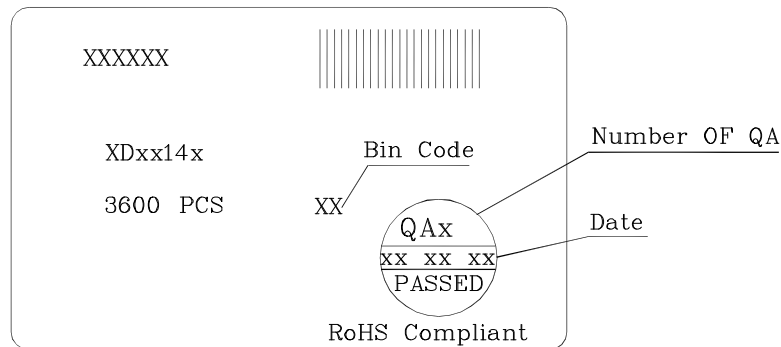 XXXXXX
XDxx14x
Bin Code
Number OF QA
3600 PCS
XX
QAx
Date
xx xx xx
PASSED
RoHS Compliant